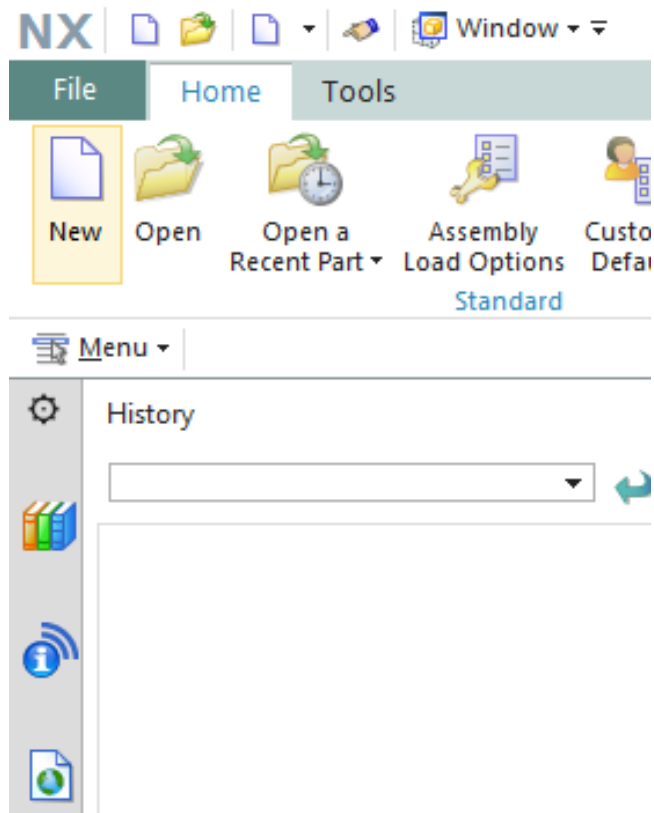 NX Window
File Home Tools
New Open Open a Assembly
Recent Part Load Options
Standard
Menu
History